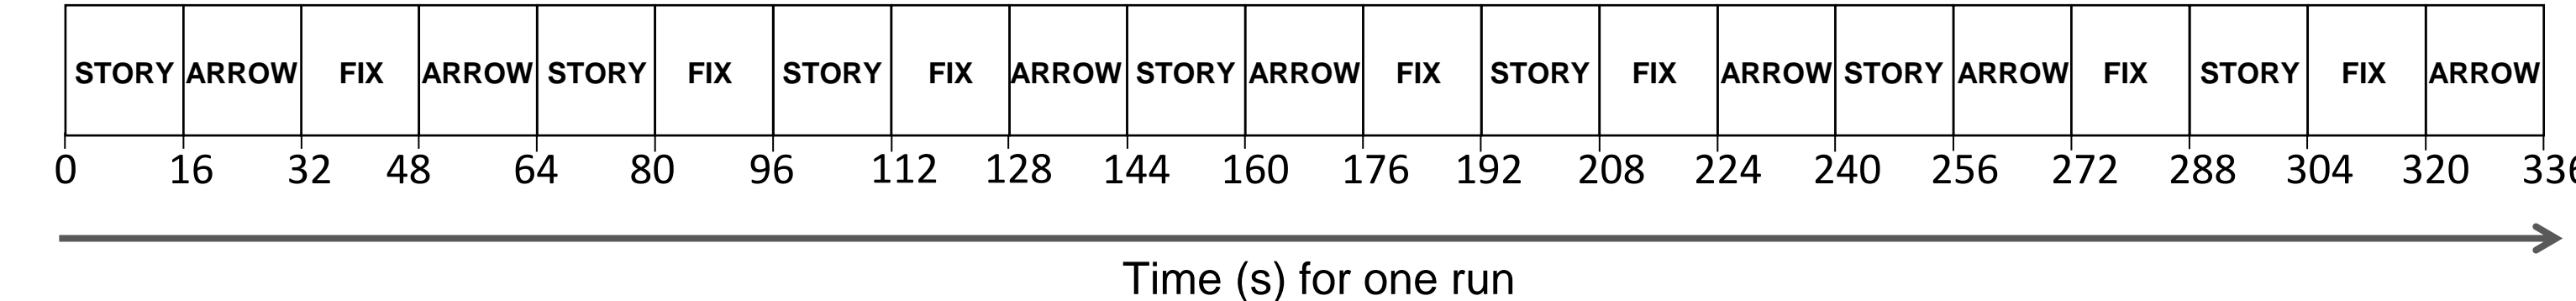 STORY ARROW FIX ARROW STORY FIX STORY FIX ARROW STORY ARROW FIX STORY FIX ARROW STORY ARROW FIX STORY FIX ARROW
0 16 32 48 64 80 96 112 128 144 160 176 192 208 224 240 256 272 288 304 320 336
Time (s) for one run